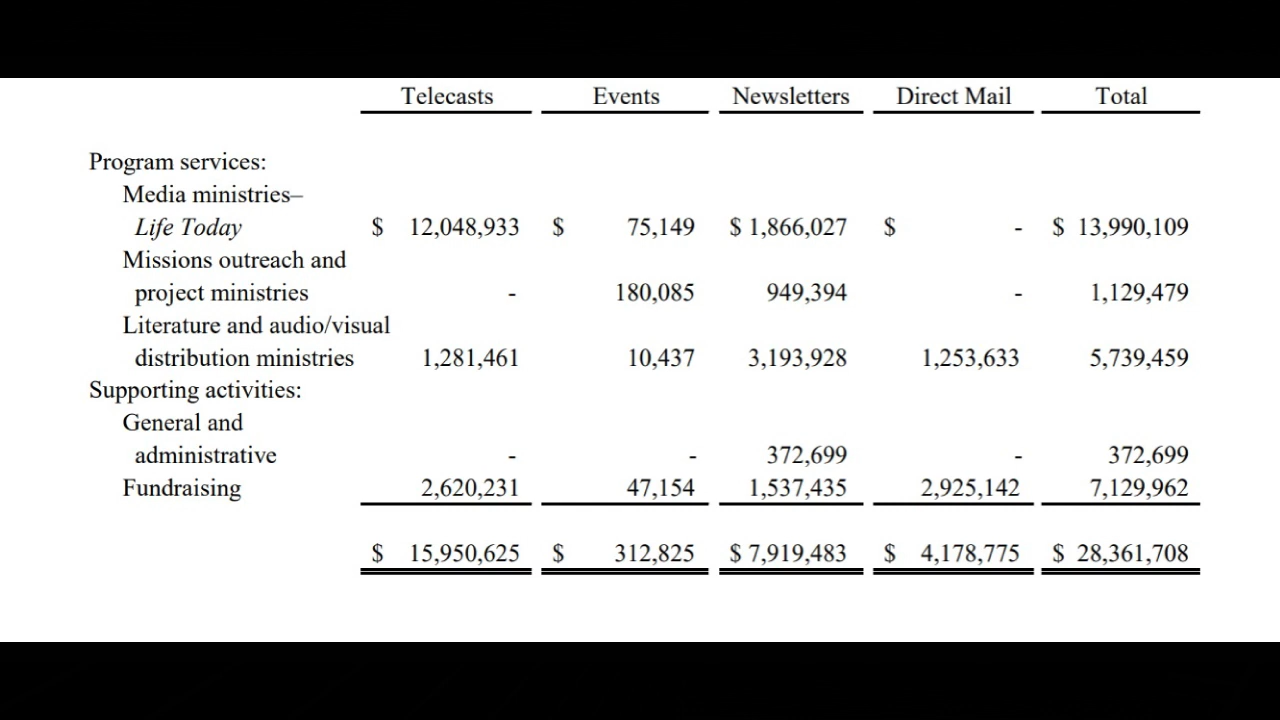 Telecasts Events Newsletters Direct Mail Total
Program services:
Media ministries–
Life Today $ 12,048,933 $ 75,149 $ 1,866,027 $ - $ 13,990,109
Missions outreach and
project ministries - 180,085 949,394 - 1,129,479
Literature and audio/visual
distribution ministries 1,281,461 10,437 3,193,928 1,253,633 5,739,459
Supporting activities:
General and
administrative - - 372,699 - 372,699
Fundraising 2,620,231 47,154 1,537,435 2,925,142 7,129,962
$ 15,950,625 $ 312,825 $ 7,919,483 $ 4,178,775 $ 28,361,708